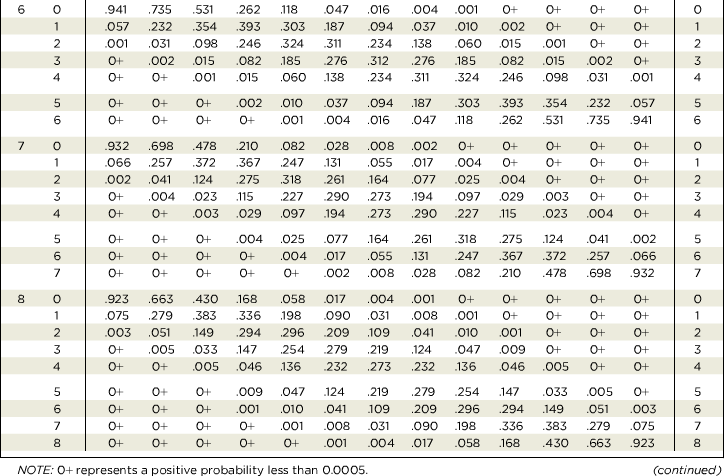 6 0 .941 .735 .531 .262 .118 .047 .016 .004 .001 0+ 0+ 0+ 0+ 0
1 .057 .232 .354 .393 .303 .187 .094 .037 .010 .002 0+ 0+ 0+ 1
2 .001 .031 .098 .246 .324 .311 .234 .138 .060 .015 .001 0+ 0+ 2
3 0+ .002 .015 .082 .185 .276 .312 .276 .185 .082 .015 .002 0+ 3
4 0+ 0+ .001 .015 .060 .138 .234 .311 .324 .246 .098 .031 .001 4
5 0+ 0+ 0+ .002 .010 .037 .094 .187 .303 .393 .354 .232 .057 5
6 0+ 0+ 0+ 0+ .001 .004 .016 .047 .118 .262 .531 .735 .941 6
7 0 .932 .698 .478 .210 .082 .028 .008 .002 0+ 0+ 0+ 0+ 0+ 0
1 .066 .257 .372 .367 .247 .131 .055 .017 .004 0+ 0+ 0+ 0+ 1
2 .002 .041 .124 .275 .318 .261 .164 .077 .025 .004 0+ 0+ 0+ 2
3 0+ .004 .023 .115 .227 .290 .273 .194 .097 .029 .003 0+ 0+ 3
4 0+ 0+ .003 .029 .097 .194 .273 .290 .227 .115 .023 .004 0+ 4
5 0+ 0+ 0+ .004 .025 .077 .164 .261 .318 .275 .124 .041 .002 5
6 0+ 0+ 0+ 0+ .004 .017 .055 .131 .247 .367 .372 .257 .066 6
7 0+ 0+ 0+ 0+ 0+ .002 .008 .028 .082 .210 .478 .698 .932 7
8 0 .923 .663 .430 .168 .058 .017 .004 .001 0+ 0+ 0+ 0+ 0+ 0
1 .075 .279 .383 .336 .198 .090 .031 .008 .001 0+ 0+ 0+ 0+ 1
2 .003 .051 .149 .294 .296 .209 .109 .041 .010 .001 0+ 0+ 0+ 2
3 0+ .005 .033 .147 .254 .279 .219 .124 .047 .009 0+ 0+ 0+ 3
4 0+ 0+ .005 .046 .136 .232 .273 .232 .136 .046 .005 0+ 0+ 4
5 0+ 0+ 0+ .009 .047 .124 .219 .279 .254 .147 .033 .005 0+ 5
6 0+ 0+ 0+ .001 .010 .041 .109 .209 .296 .294 .149 .051 .003 6
7 0+ 0+ 0+ 0+ .001 .008 .031 .090 .198 .336 .383 .279 .075 7
8 0+ 0+ 0+ 0+ 0+ .001 .004 .017 .058 .168 .430 .663 .923 8
NOTE: 0+ represents a positive probability less than 0.0005. (continued)